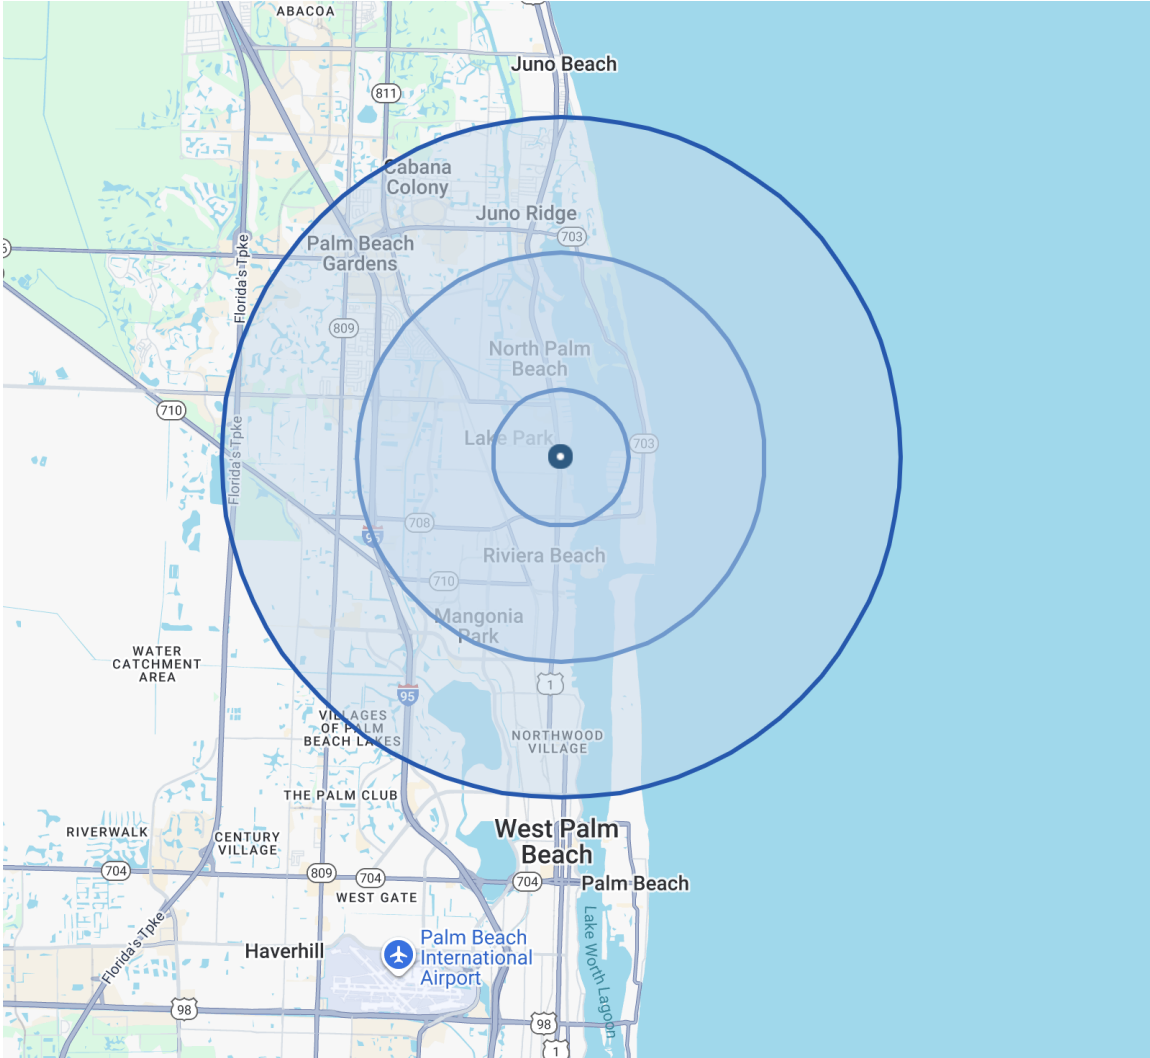 ABACOA
Juno Beach
811
Cabana
Colony
Juno Ridge
703
Palm Beach
Gardens
Florida's Tpke
809
North Palm
Beach
710
Lake Park
703
Florida's Tpke
708
95
Riviera Beach
710
Mangonia
Park
WATER
CATCHMENT
AREA
95
1
VILLAGES
OF PALM
BEACH LAKES
NORTHWOOD
VILLAGE
THE PALM CLUB
RIVERWALK
CENTURY
VILLAGE
West Palm
Beach
704
809
704
704
Palm Beach
WEST GATE
Florida's Tpke
Haverhill
Palm Beach
International
Airport
Lake Worth Lagoon
98
98
1